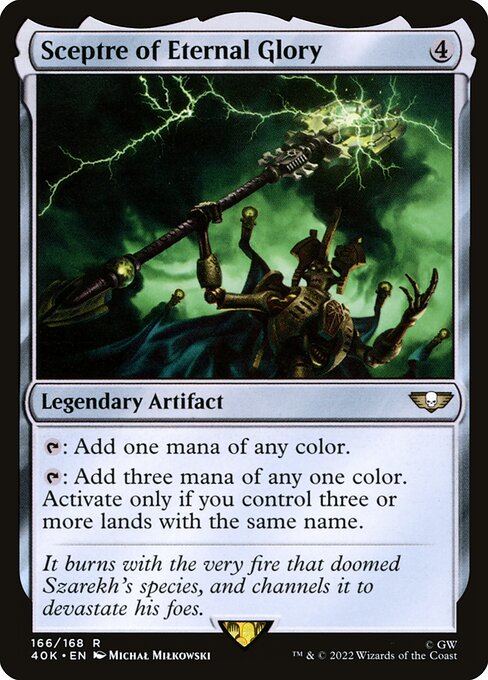 Sceptre of Eternal Glory 4
Legendary Artifact
: Add one mana of any color.
: Add three mana of any one color.
Activate only if you control three or
more lands with the same name.
It burns with the very fire that doomed
Szarekh's species, and channels it to
devastate his foes.
166/168 R © GW
40K • EN Michał Miłkowski ™ & © 2022 Wizards of the Coast